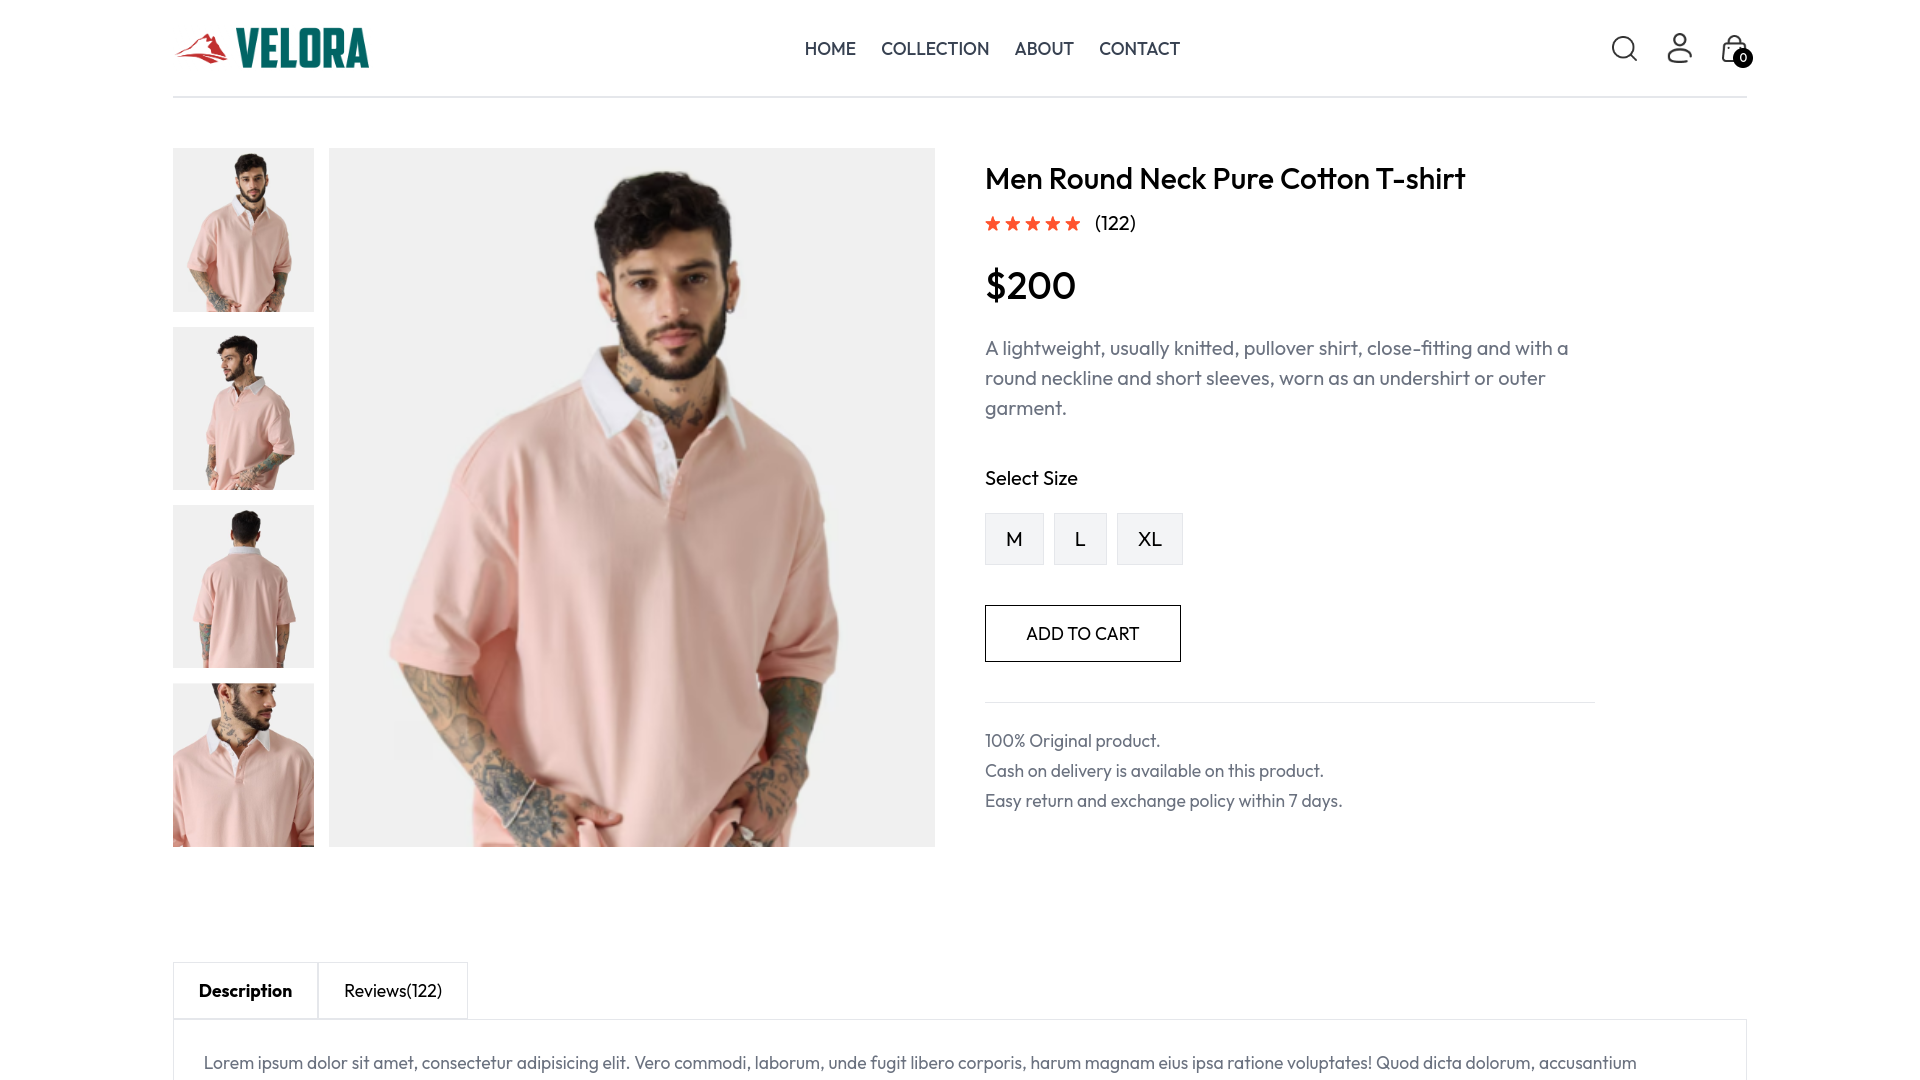 VELORA
HOME COLLECTION ABOUT CONTACT
0
Men Round Neck Pure Cotton T-shirt
(122)
$200
A lightweight, usually knitted, pullover shirt, close-fitting and with a
round neckline and short sleeves, worn as an undershirt or outer
garment.
Select Size
M L XL
ADD TO CART
100% Original product.
Cash on delivery is available on this product.
Easy return and exchange policy within 7 days.
Description Reviews(122)
Lorem ipsum dolor sit amet, consectetur adipisicing elit. Vero commodi, laborum, unde fugit libero corporis, harum magnam eius ipsa ratione voluptates! Quod dicta dolorum, accusantium